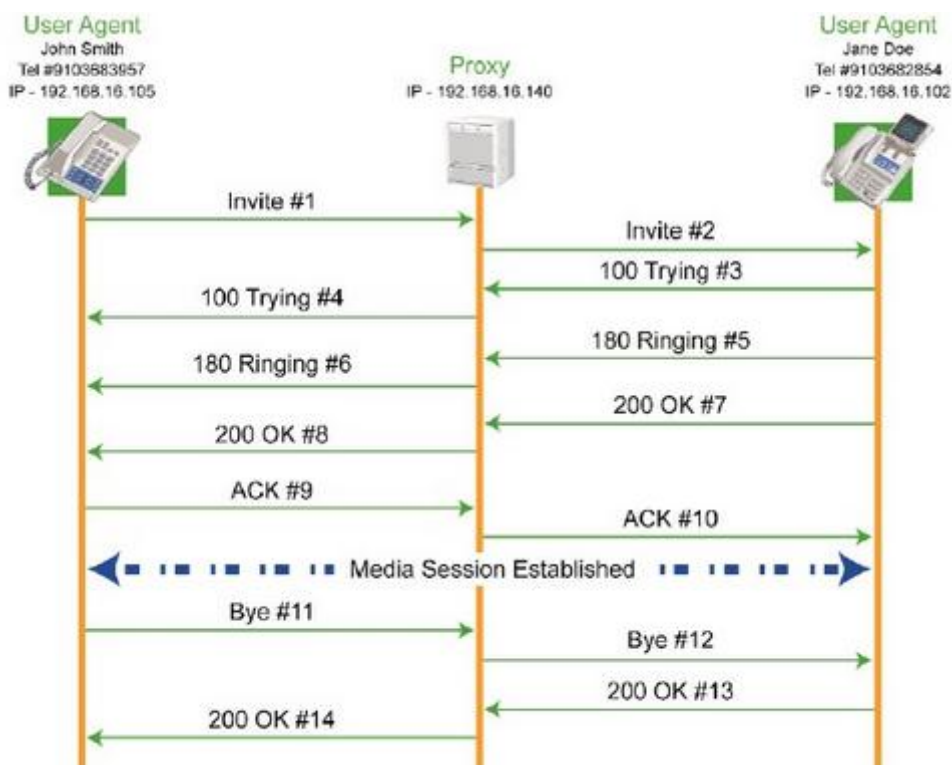 User Agent
John Smith
Tel #9103683957
IP - 192.168.16.105
Proxy
IP - 192.168.16.140
User Agent
Jane Doe
Tel #9103682854
IP - 192.168.16.102
Invite #1
Invite #2
100 Trying #3
100 Trying #4
180 Ringing #5
180 Ringing #6
200 OK #7
200 OK #8
ACK #9
ACK #10
Media Session Established
Bye #11
Bye #12
200 OK #13
200 OK #14